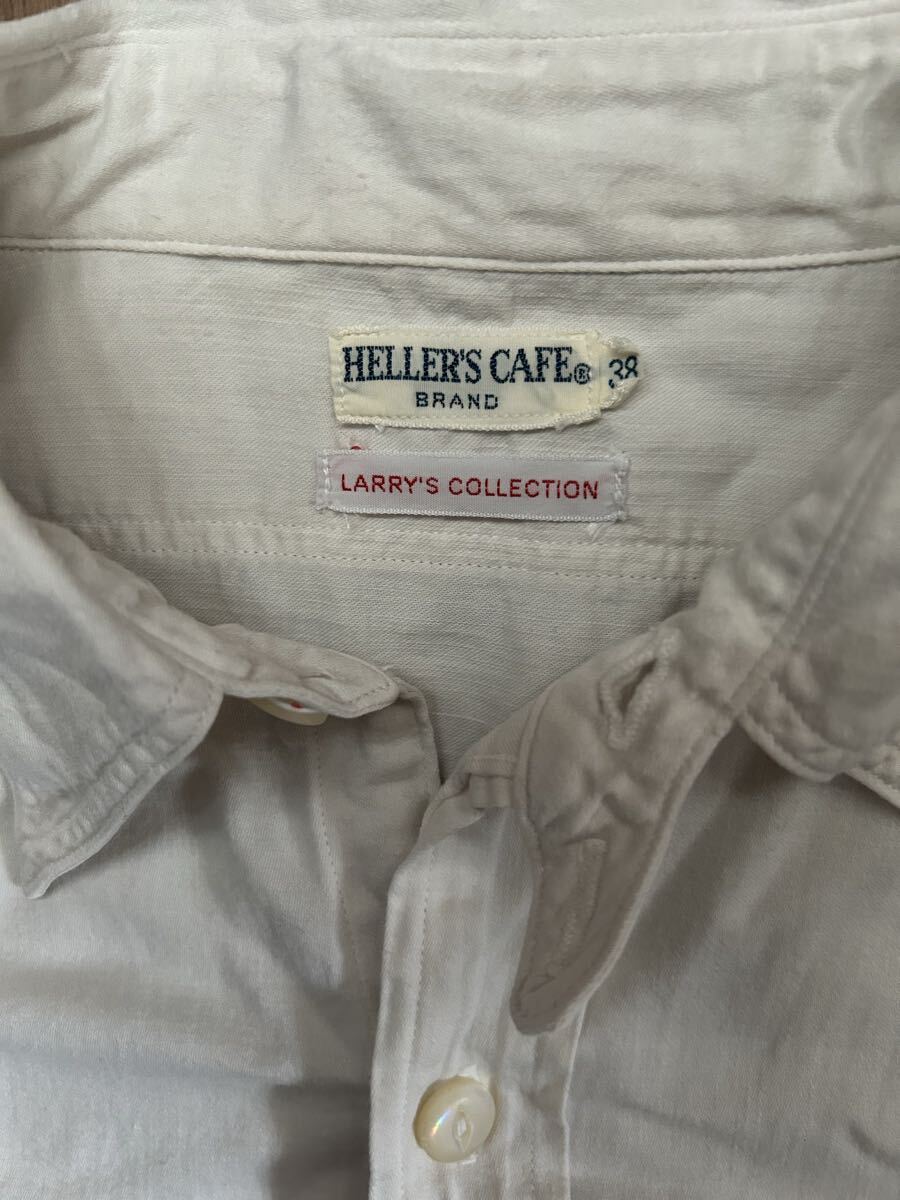 HELLER'S CAFE® 38
BRAND
LARRY'S COLLECTION